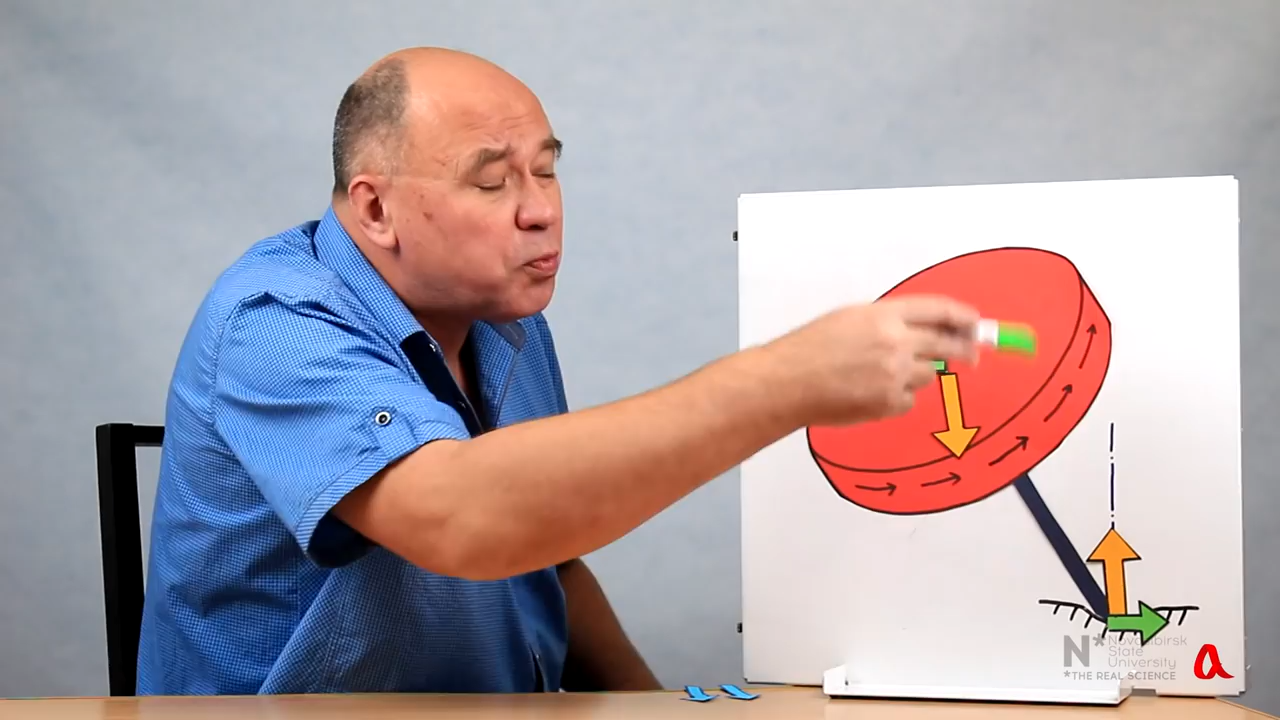 N*
Novosibirsk
State
University
*THE REAL SCIENCE
a